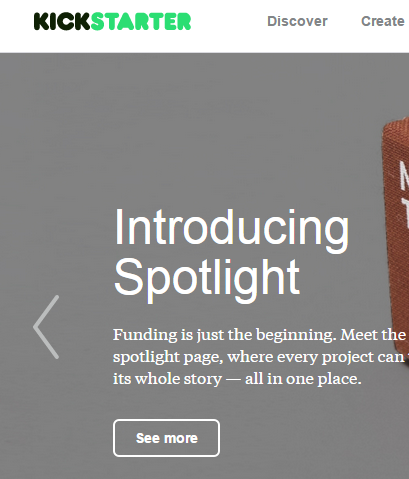 KICKSTARTER Discover Create
Introducing
Spotlight
Funding is just the beginning. Meet the
spotlight page, where every project can
its whole story — all in one place.
See more